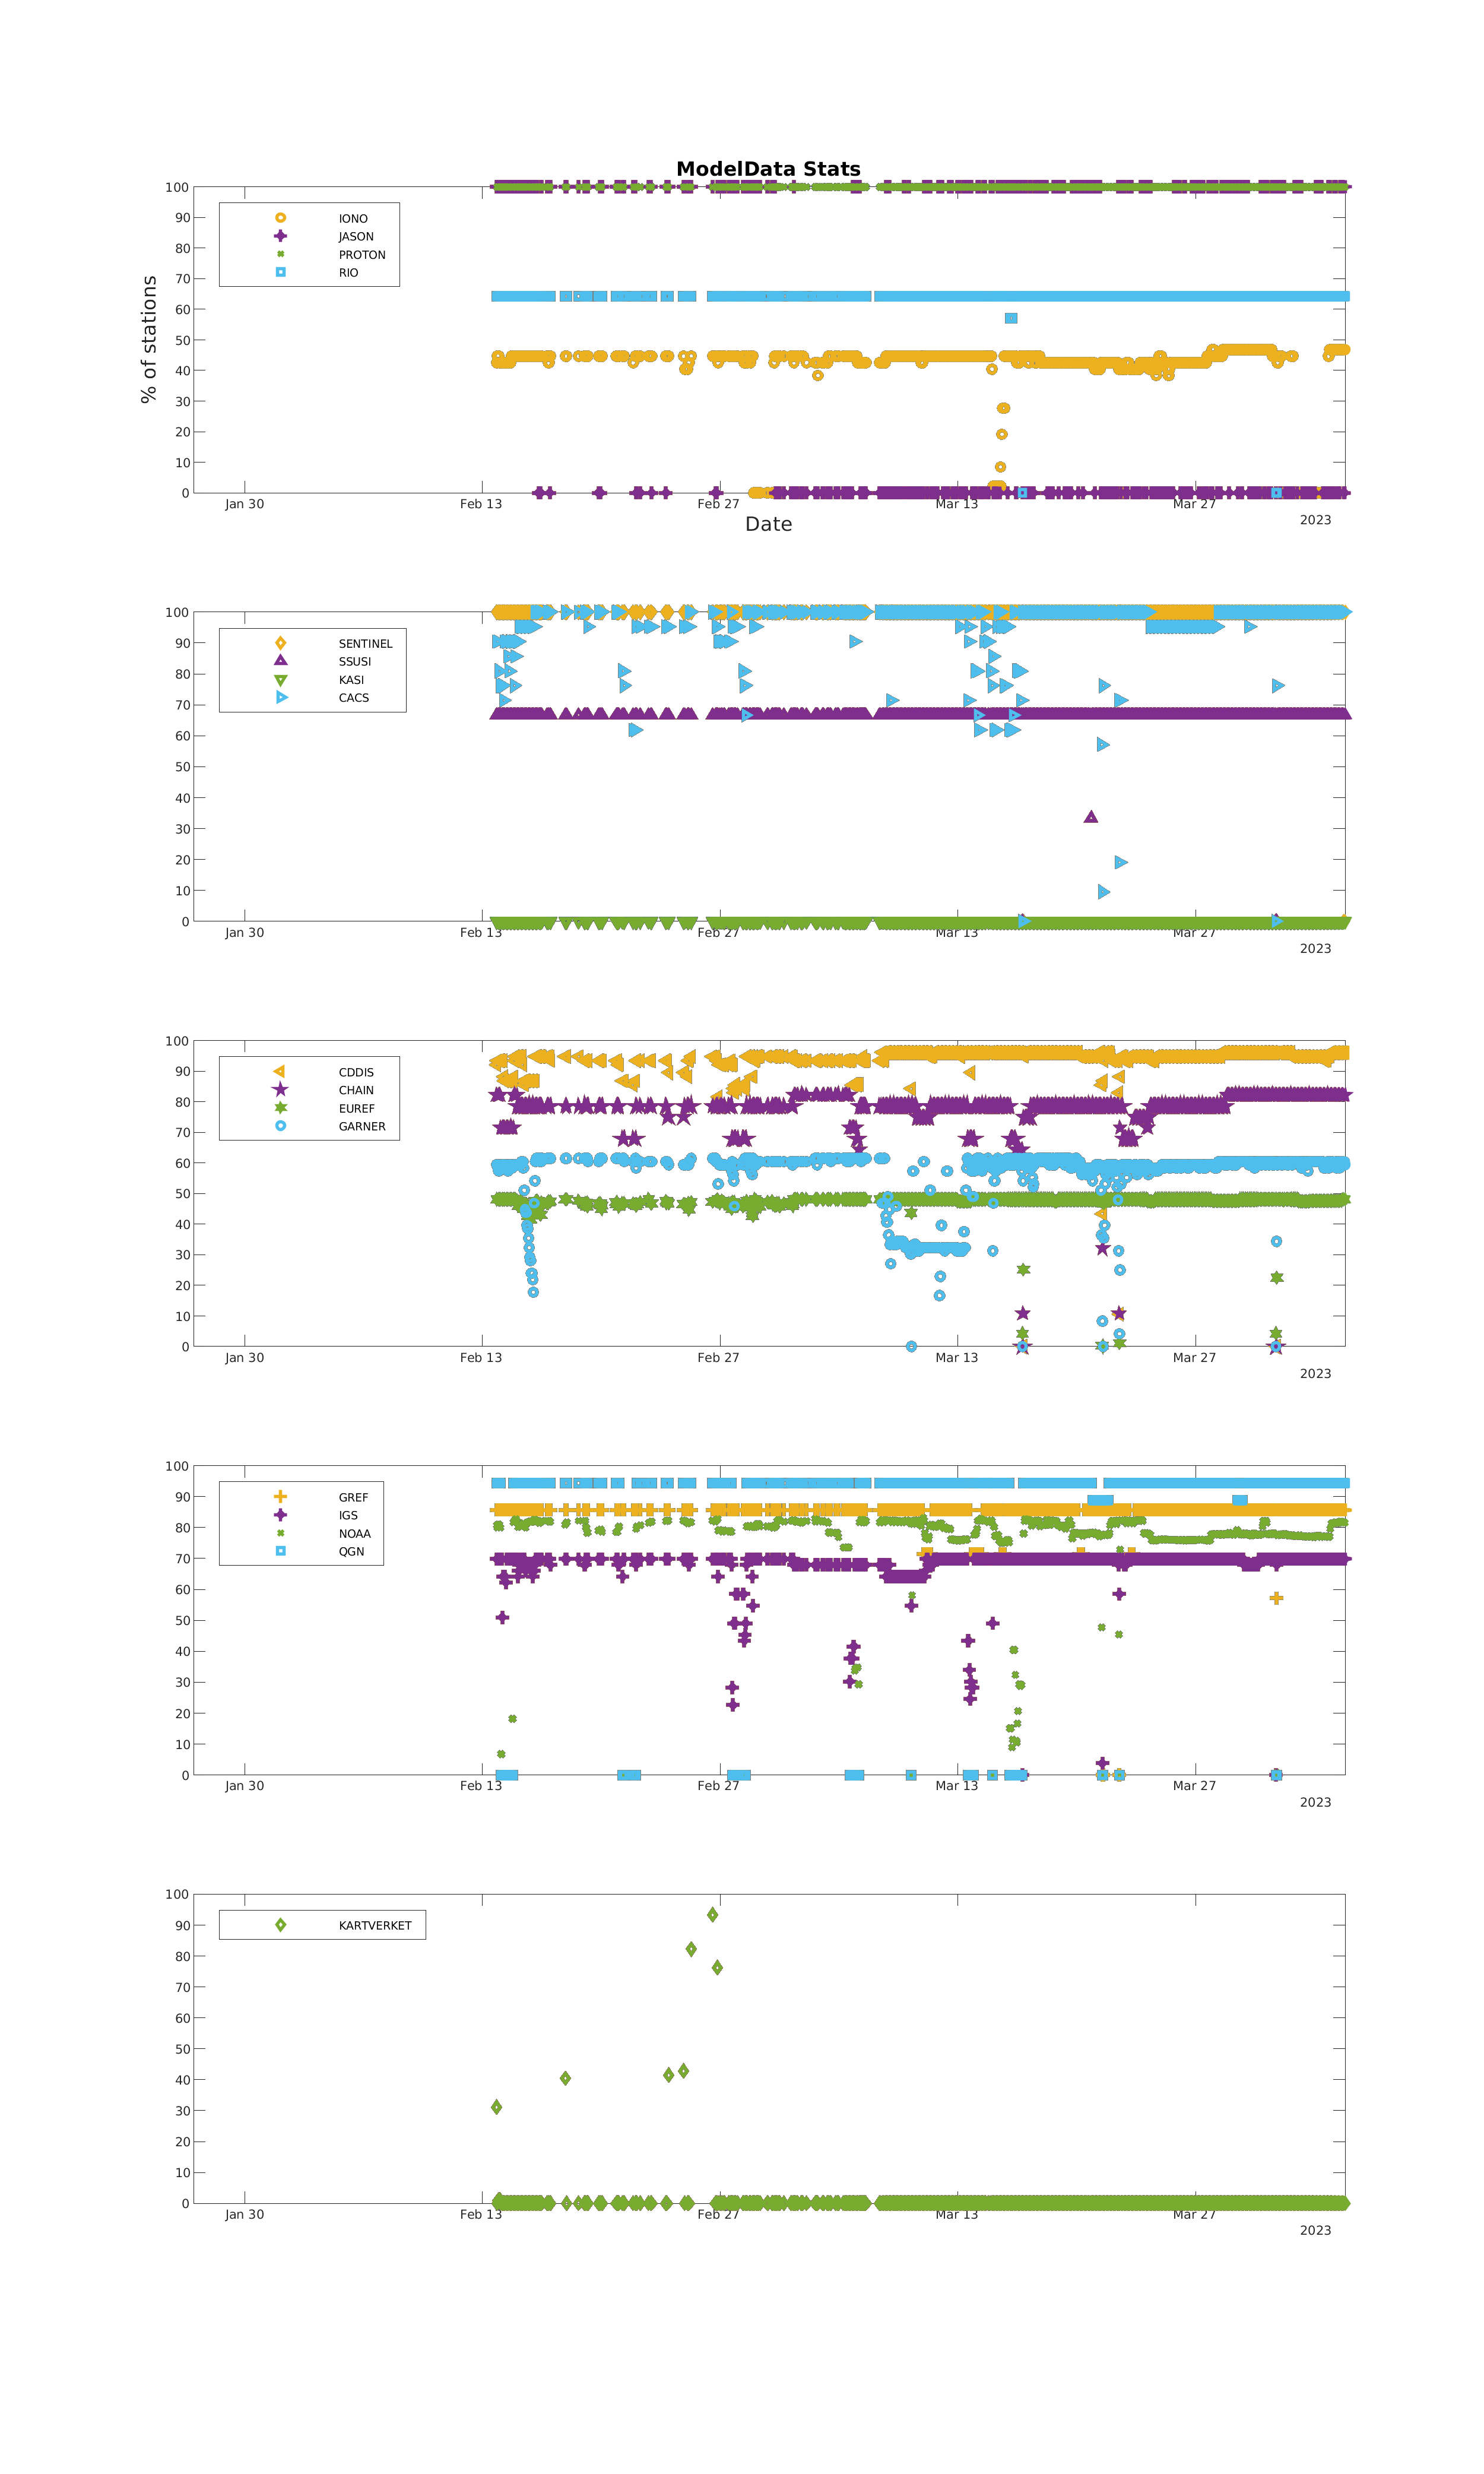 ModelData Stats
100
90
80
70
60
50
40
30
20
10
0
% of stations
IONO
JASON
PROTON
RIO
Jan 30
Feb 13
Feb 27
Mar 13
Mar 27
2023
Date
100
90
80
70
60
50
40
30
20
10
0
SENTINEL
SSUSI
KASI
CACS
Jan 30
Feb 13
Feb 27
Mar 13
Mar 27
2023
100
90
80
70
60
50
40
30
20
10
0
CDDIS
CHAIN
EUREF
GARNER
Jan 30
Feb 13
Feb 27
Mar 13
Mar 27
2023
100
90
80
70
60
50
40
30
20
10
0
GREF
IGS
NOAA
QGN
Jan 30
Feb 13
Feb 27
Mar 13
Mar 27
2023
100
90
80
70
60
50
40
30
20
10
0
KARTVERKET
Jan 30
Feb 13
Feb 27
Mar 13
Mar 27
2023